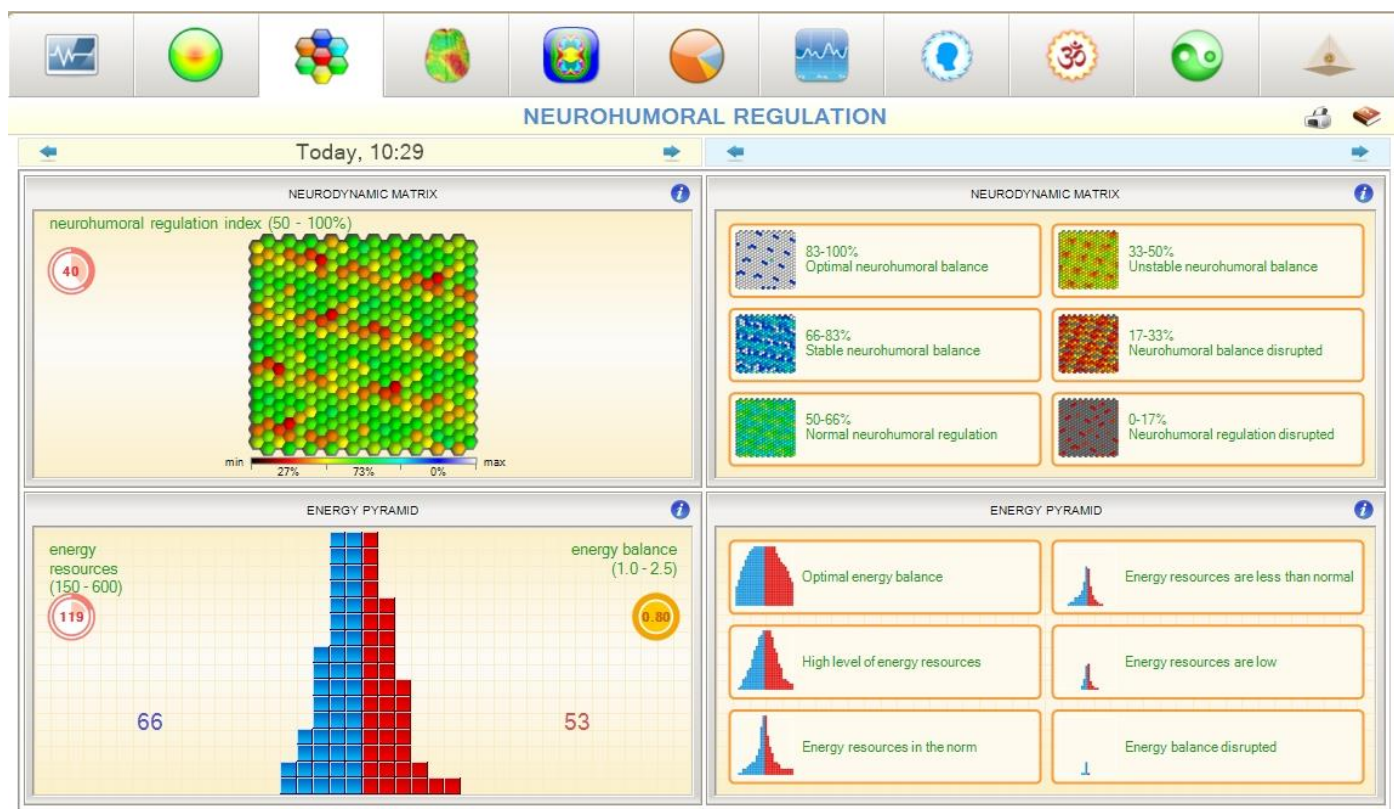 ॐ
NEUROHUMORAL REGULATION
Today, 10:29
NEURODYNAMIC MATRIX
neurohumoral regulation index (50 - 100%)
40
min
27%
73%
0%
max
NEURODYNAMIC MATRIX
83-100%
Optimal neurohumoral balance
33-50%
Unstable neurohumoral balance
66-83%
Stable neurohumoral balance
17-33%
Neurohumoral balance disrupted
50-66%
Normal neurohumoral regulation
0-17%
Neurohumoral regulation disrupted
ENERGY PYRAMID
energy
resources
(150 - 600)
119
energy balance
(1.0 - 2.5)
0.80
66
53
ENERGY PYRAMID
Optimal energy balance
Energy resources are less than normal
High level of energy resources
Energy resources are low
Energy resources in the norm
Energy balance disrupted